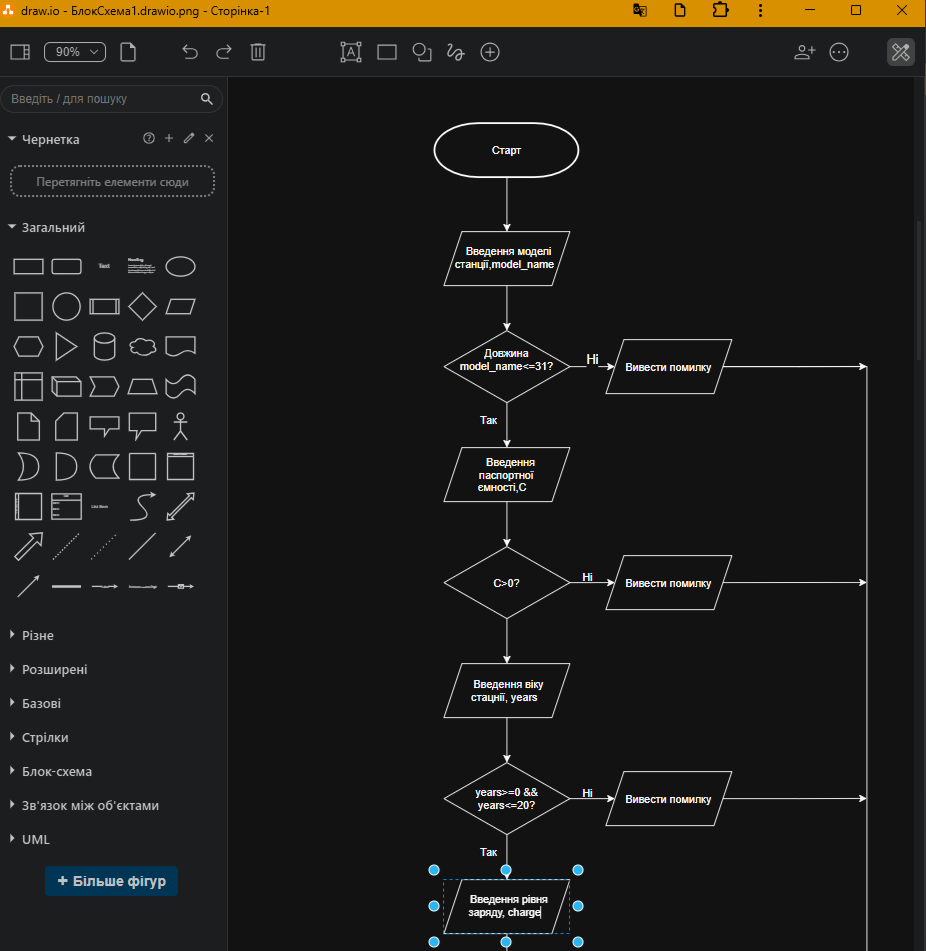 draw.io - БлокСхема1.drawio.png - Сторінка-1
90%
Введіть / для пошуку
Чернетка
Перетягніть елементи сюди
Загальний
Text
Heading
List Item
Різне
Розширені
Базові
Стрілки
Блок-схема
Зв'язок між об'єктами
UML
+ Більше фігур
Старт
Введення моделі
станції,model_name
Довжина
model_name<=31?
Ні
Вивести помилку
Так
Введення
паспортної
ємності,С
C>0?
Ні
Вивести помилку
Введення віку
стацнії, years
years>=0 &&
years<=20?
Ні
Вивести помилку
Так
Введення рівня
заряду, charge